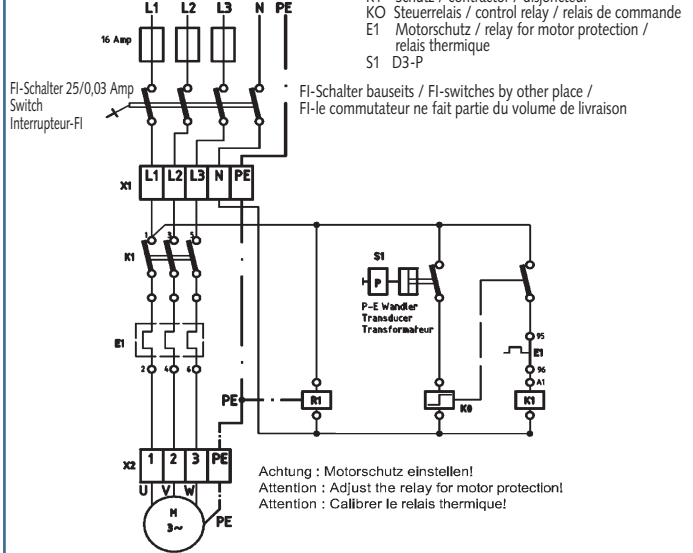 L1 L2 L3 N PE
K1 Schütz / contractor / disjoncteur
KO Steuerrelais / control relay / relais de commande
E1 Motorschutz / relay for motor protection /
relais thermique
S1 D3-P
16 Amp
FI-Schalter 25/0,03 Amp
Switch
Interrupteur-FI
FI-Schalter bauseits / FI-switches by other place /
FI-le commutateur ne fait partie du volume de livraison
X1 L1 L2 L3 N PE
1 3 5
K1
S1
P
P-E Wandler
Transducer
Transformateur
E1
2 4 6
95
E1
96
A1
PE
R1
K0
K1
X2 1 2 3 PE
U V W
M
3~
PE
Achtung : Motorschutz einstellen!
Attention : Adjust the relay for motor protection!
Attention : Calibrer le relais thermique!